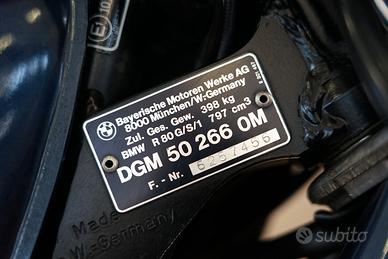 Bayerische Motoren Werke AG
8000 München/W.-Germany
Zul. Ges. Gew. 398 kg
BMW R 80 G/S/1 797 cm3
DGM 50 266 OM
F. - Nr. 6257456
Made
W.-Germany
subito